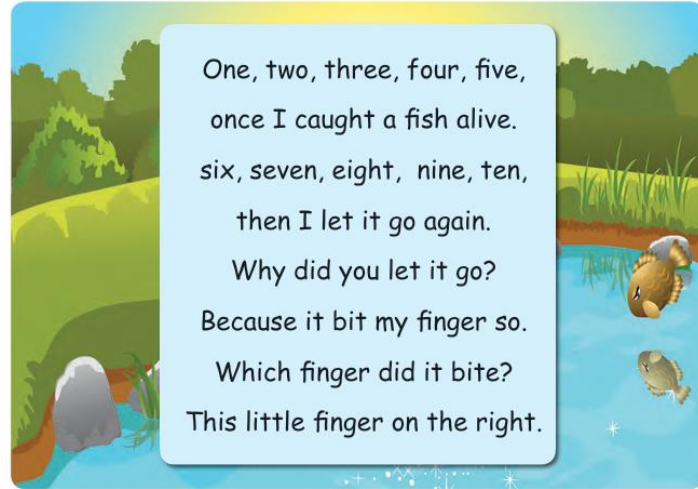 One, two, three, four, five,
once I caught a fish alive.
six, seven, eight, nine, ten,
then I let it go again.
Why did you let it go?
Because it bit my finger so.
Which finger did it bite?
This little finger on the right.